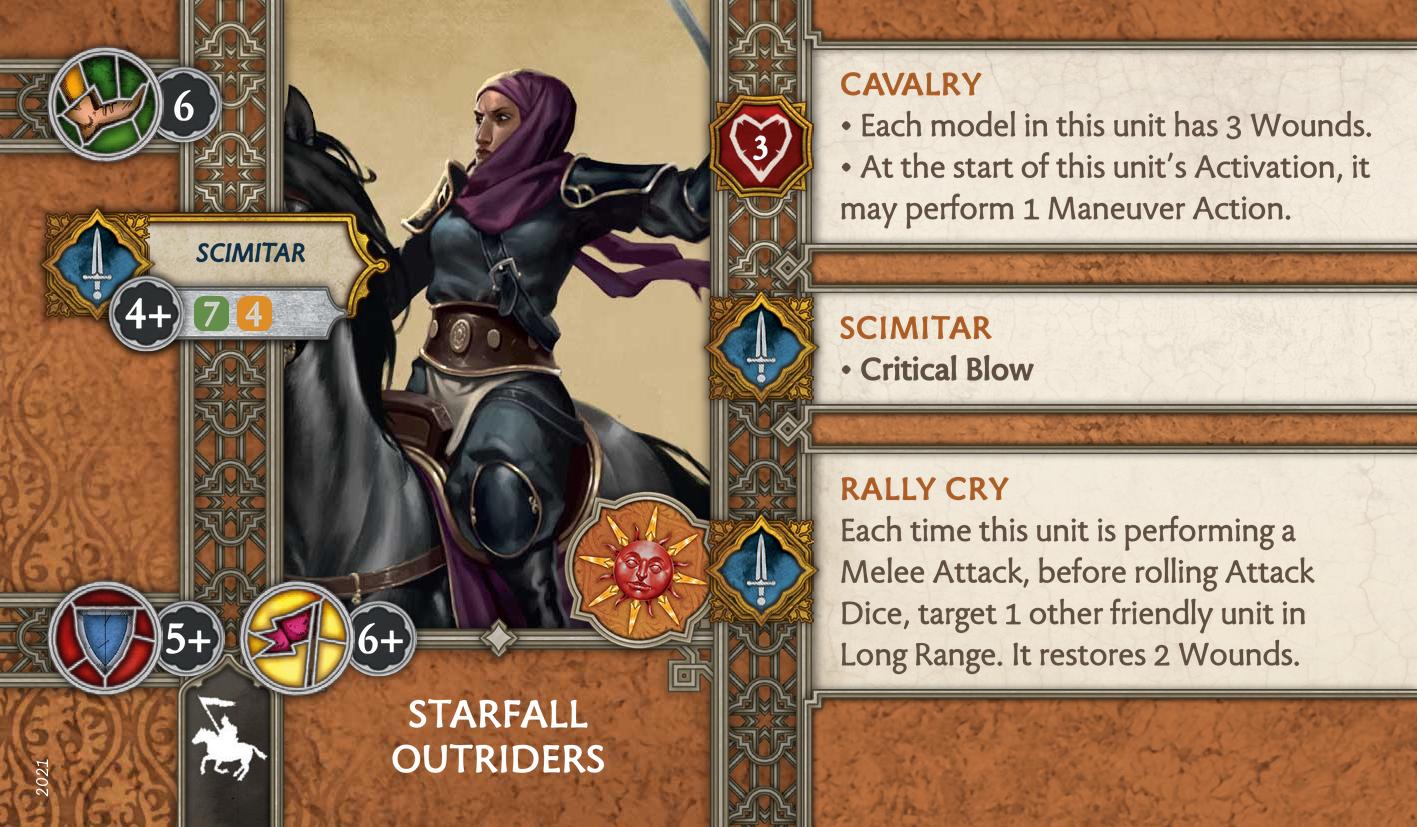 6
SCIMITAR
4+ 7 4
5+ 6+
STARFALL
OUTRIDERS
2021
3
CAVALRY
• Each model in this unit has 3 Wounds.
• At the start of this unit's Activation, it
may perform 1 Maneuver Action.
SCIMITAR
• Critical Blow
RALLY CRY
Each time this unit is performing a
Melee Attack, before rolling Attack
Dice, target 1 other friendly unit in
Long Range. It restores 2 Wounds.